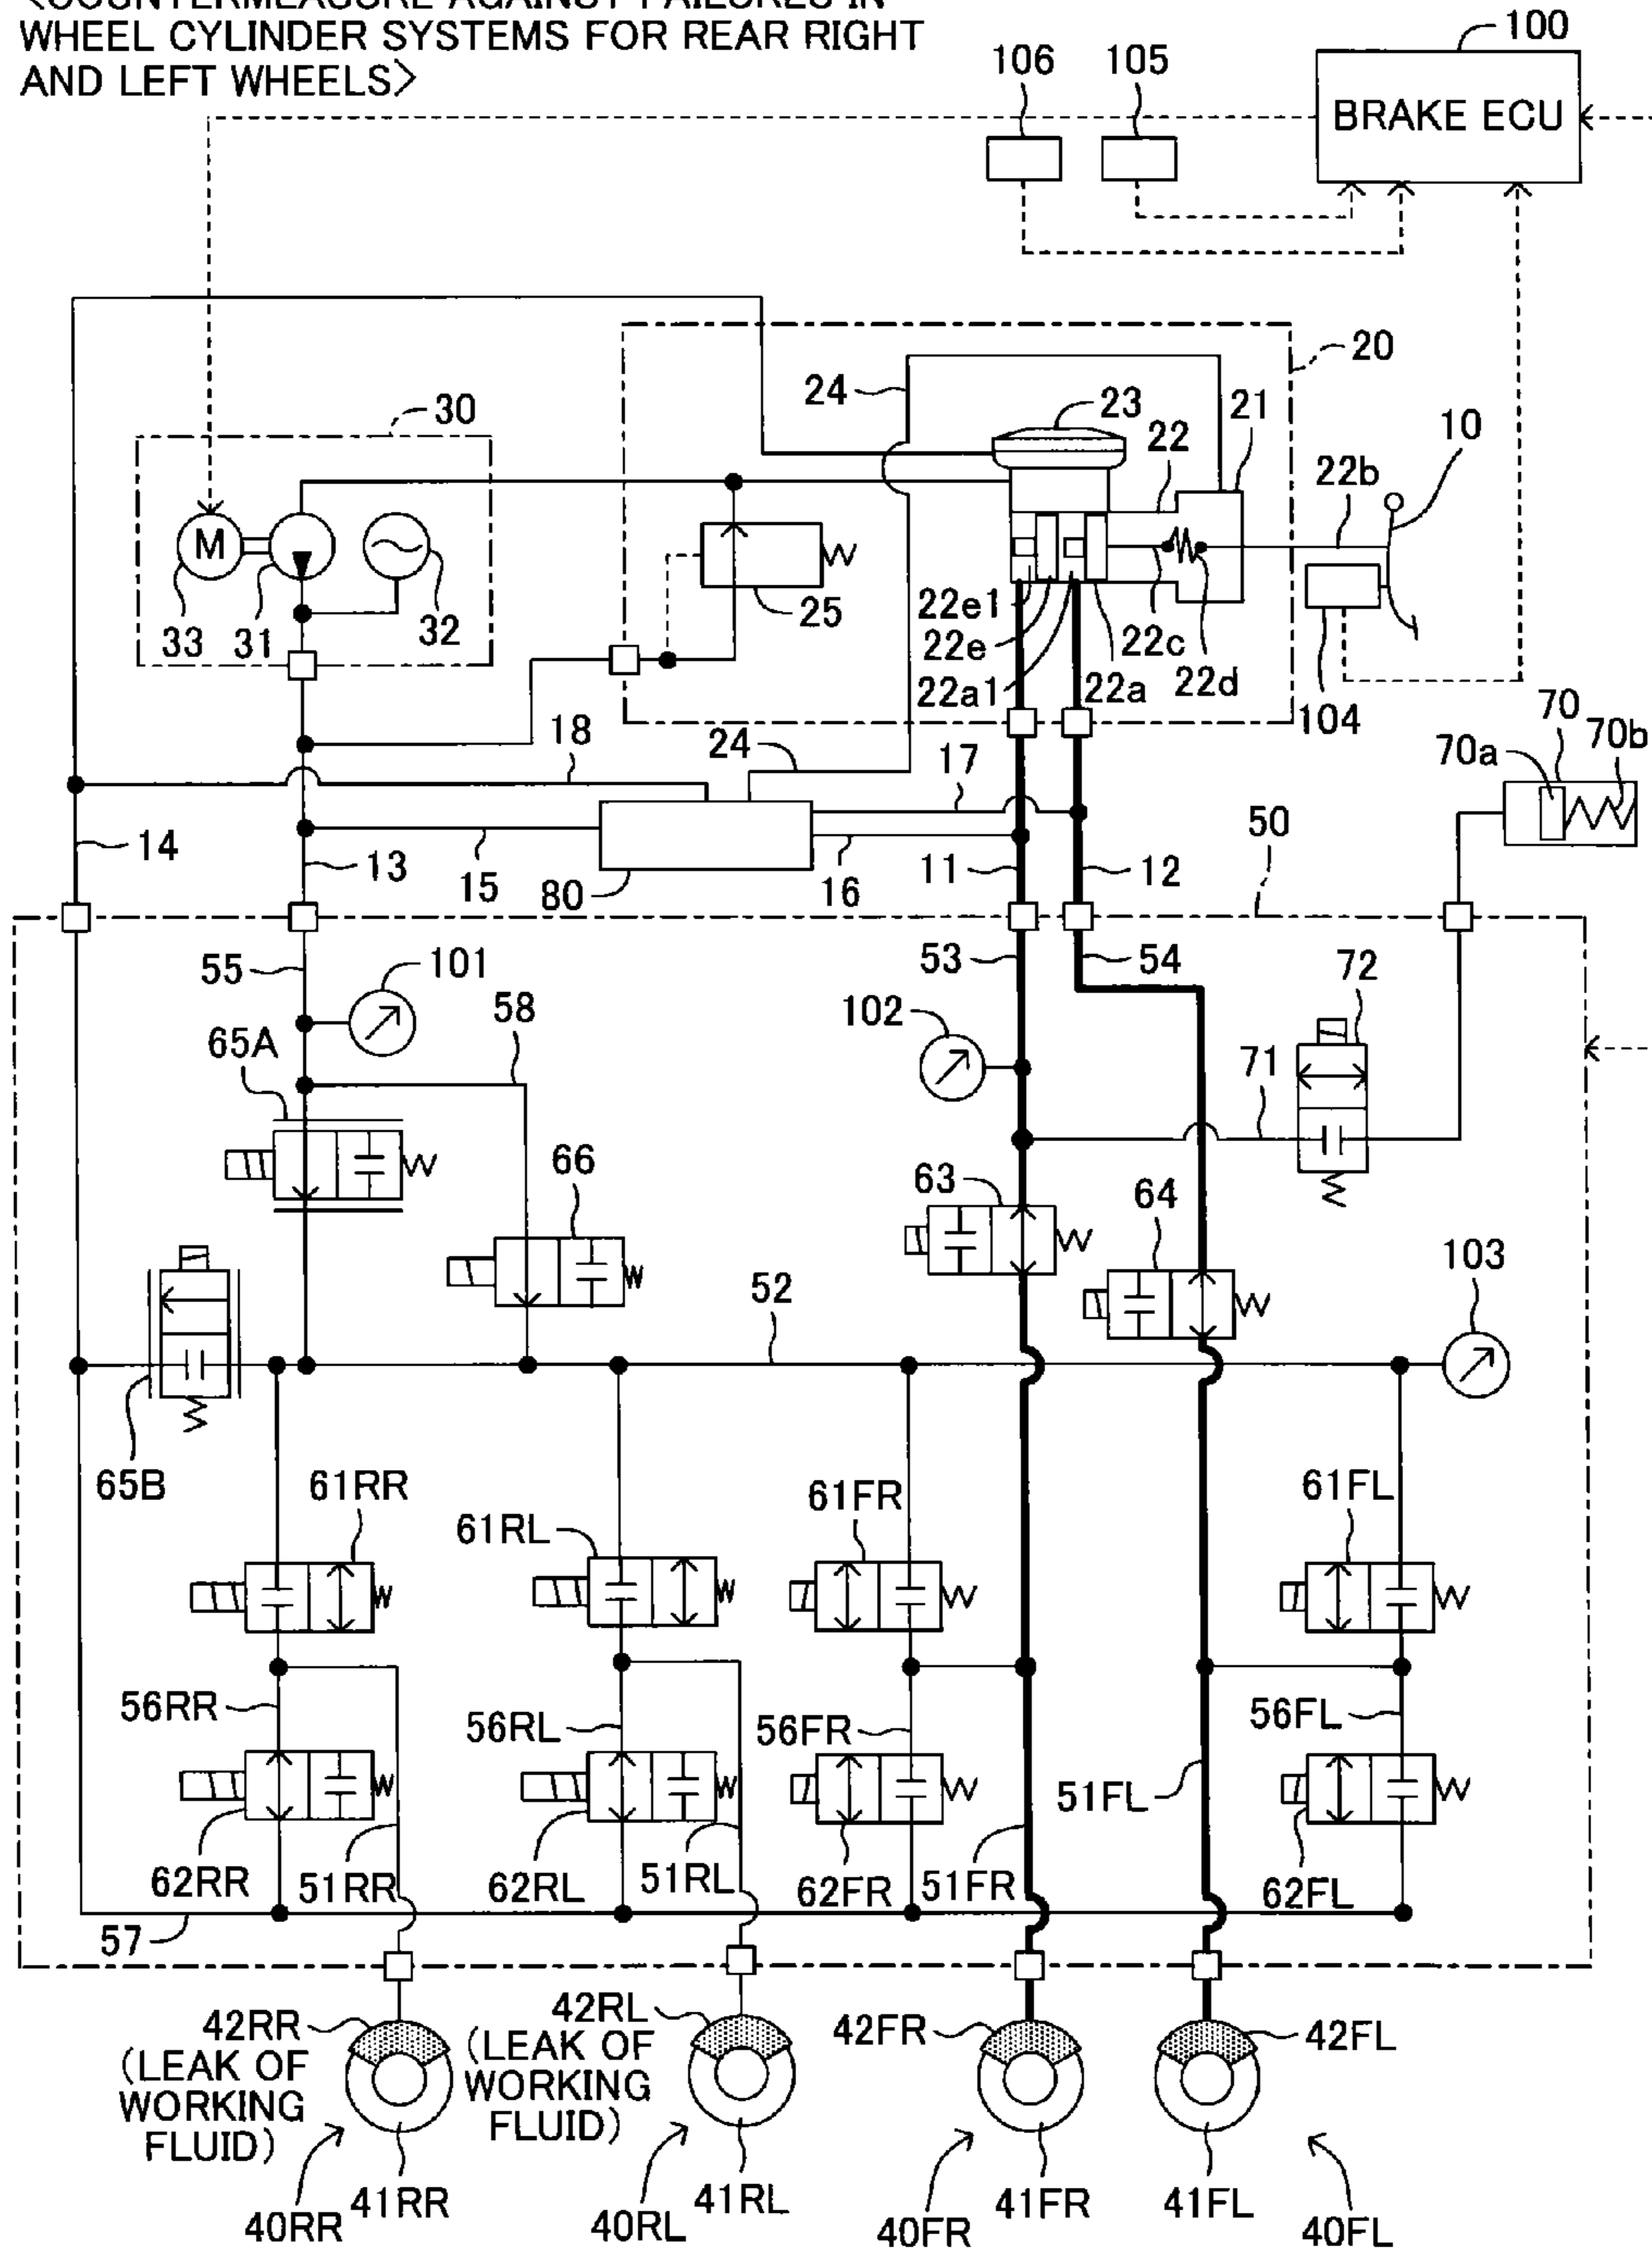 <COUNTERMEASURE AGAINST FAILURES IN
WHEEL CYLINDER SYSTEMS FOR REAR RIGHT
AND LEFT WHEELS>
100
106 105
BRAKE ECU
20
24 23 21 10
30 22 22b
M
33 31 32 25
22e1 22c
22e
22a1 22a 22d
104
18 24 17 70
70a 70b
14 13 15 80 16 11 12 50
55 101 53 54 72
58 102
65A 71
66 63 64
52 103
65B 61RR 61RL 61FR 61FL
56RR 56RL 56FR 56FL
51FL
62RR 51RR 62RL 51RL 62FR 51FR 62FL
57
42RR
(LEAK OF
WORKING
FLUID)
42RL
(LEAK OF
WORKING
FLUID)
42FR 42FL
40RR 41RR 40RL 41RL 40FR 41FR 41FL 40FL